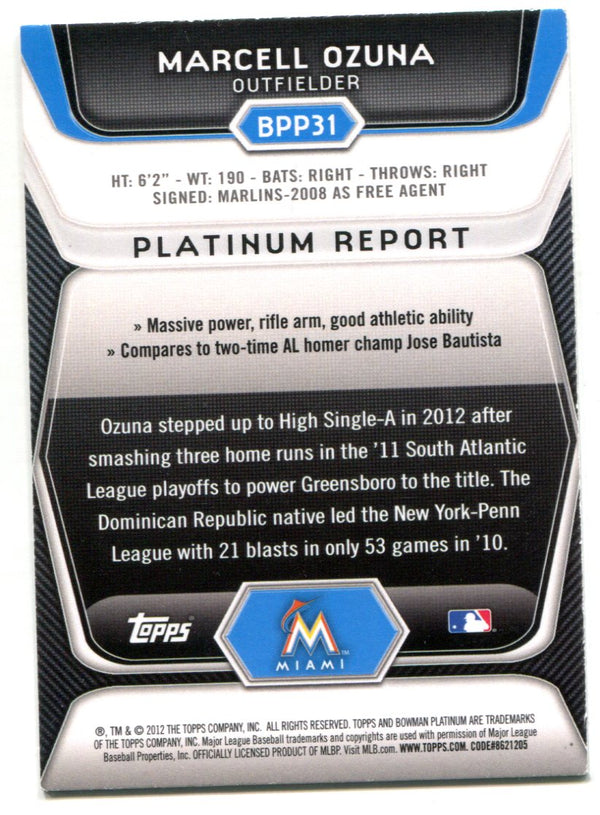 MARCELL OZUNA
OUTFIELDER
BPP31
HT: 6'2" - WT: 190 - BATS: RIGHT - THROWS: RIGHT
SIGNED: MARLINS-2008 AS FREE AGENT
PLATINUM REPORT
» Massive power, rifle arm, good athletic ability
» Compares to two-time AL homer champ Jose Bautista
Ozuna stepped up to High Single-A in 2012 after
smashing three home runs in the '11 South Atlantic
League playoffs to power Greensboro to the title. The
Dominican Republic native led the New York-Penn
League with 21 blasts in only 53 games in '10.
Topps
M
MIAMI
®, TM & © 2012 THE TOPPS COMPANY, INC. ALL RIGHTS RESERVED. TOPPS AND BOWMAN PLATINUM ARE TRADEMARKS
OF THE TOPPS COMPANY, INC. Major League Baseball trademarks and copyrights are used with permission of Major League
Baseball Properties, Inc. OFFICIALLY LICENSED PRODUCT OF MLBP. Visit MLB.com. WWW.TOPPS.COM. CODE#8621205